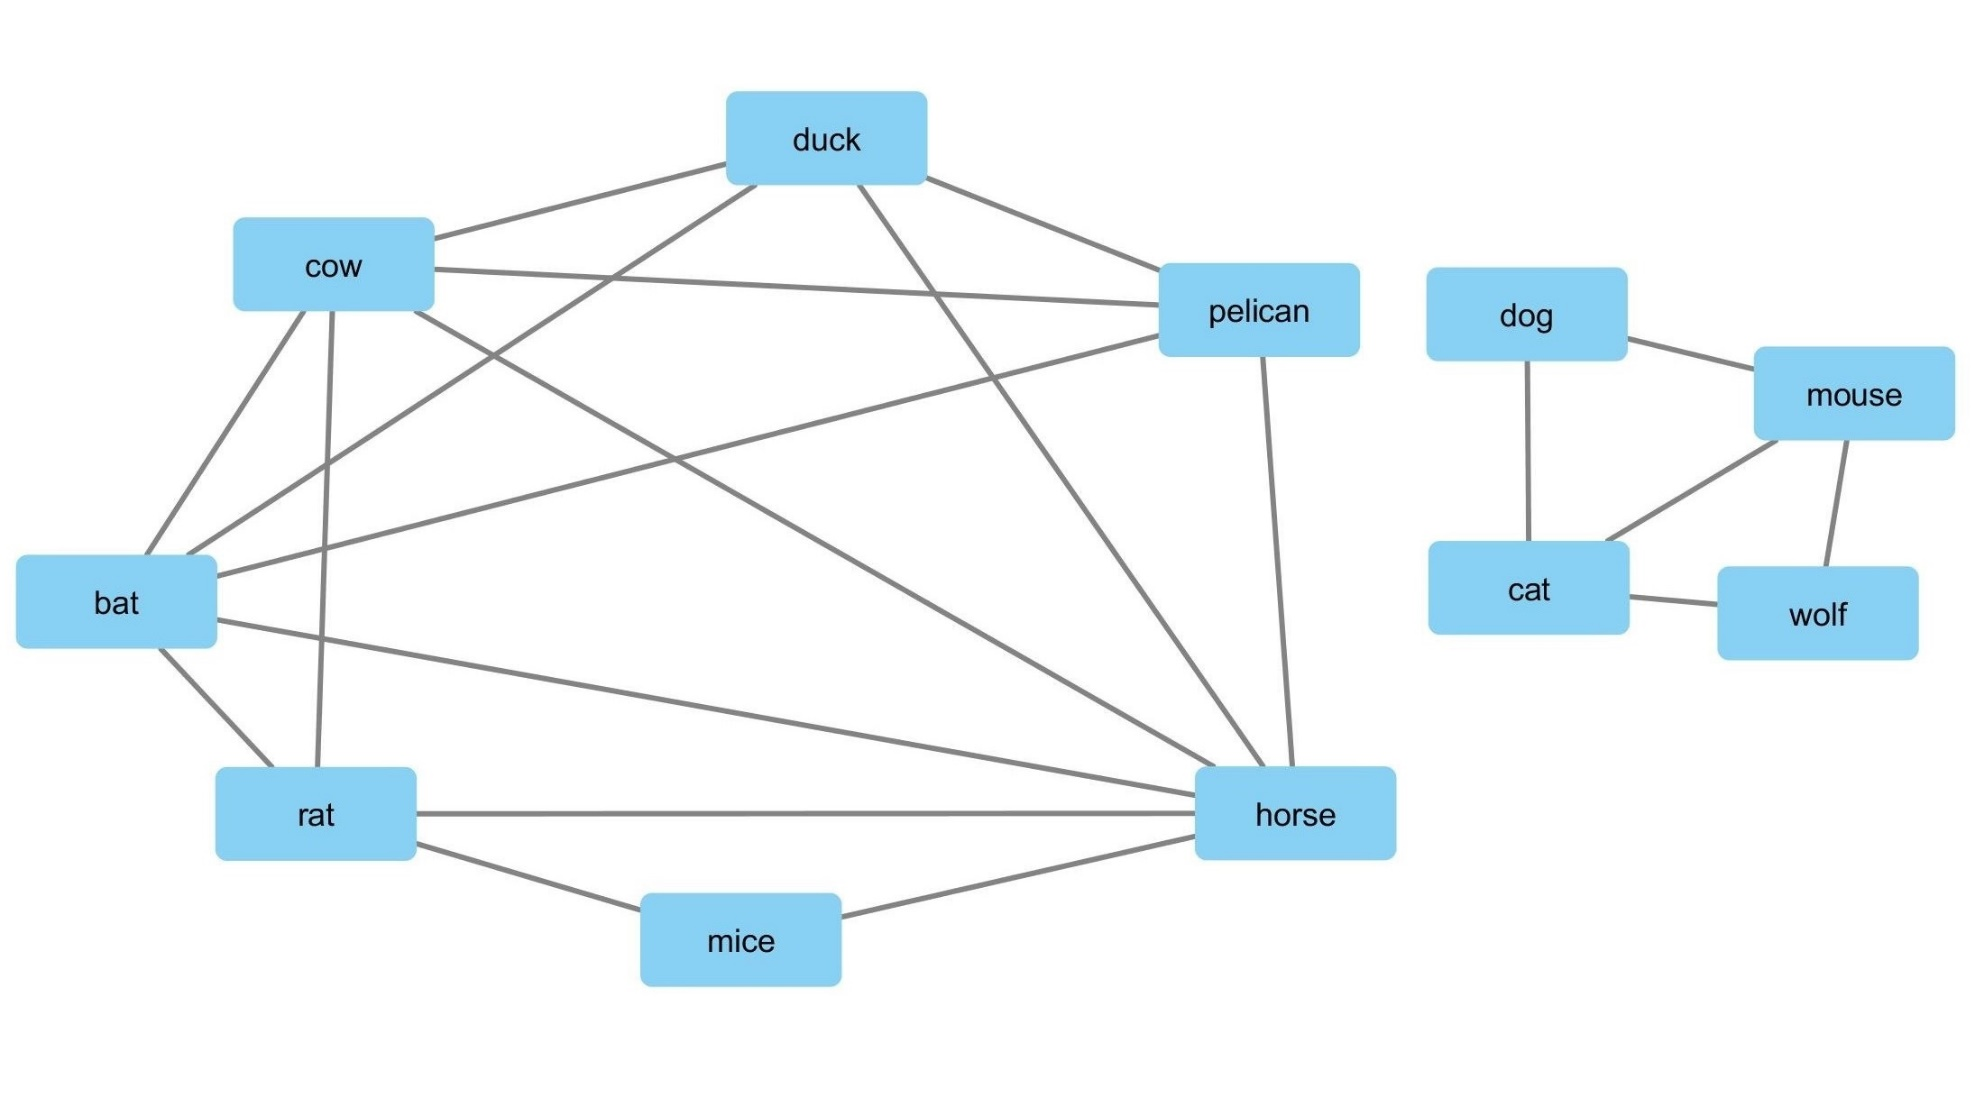 duck
cow
pelican
dog
mouse
bat
cat
wolf
rat
horse
mice